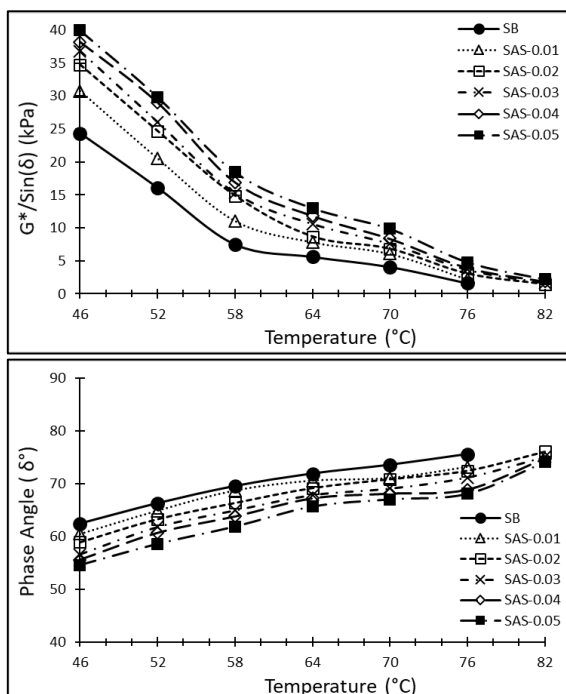 40
35
30
25
20
15
10
5
0
G*/Sin(δ) (kPa)
SB
SAS-0.01
SAS-0.02
SAS-0.03
SAS-0.04
SAS-0.05
46 52 58 64 70 76 82
Temperature (°C)
90
80
70
60
50
40
Phase Angle ( δ°)
SB
SAS-0.01
SAS-0.02
SAS-0.03
SAS-0.04
SAS-0.05
46 52 58 64 70 76 82
Temperature (°C)